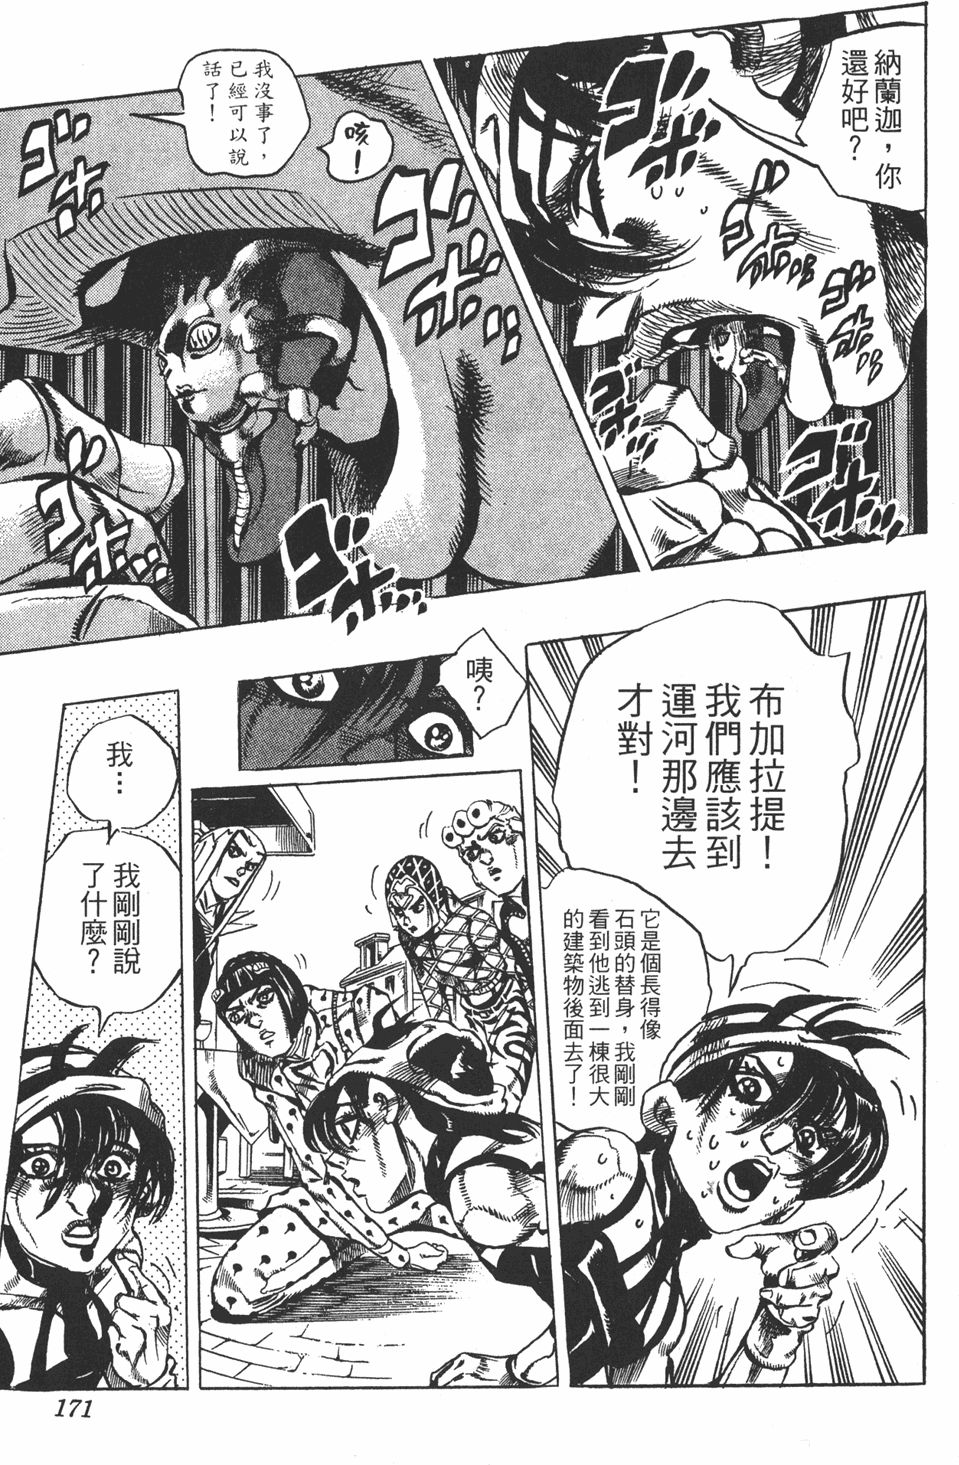 納蘭迦，你
還好吧？
ゴゴゴ
咳！
我沒事了，
已經可以說
話了！
布加拉提！
我們應該到
運河那邊去
才對！
它是個長得像
石頭的替身，我剛剛
看到他逃到一棟很大
的建築物後面去了！
咦？
我…
我剛剛說
了什麼？
171